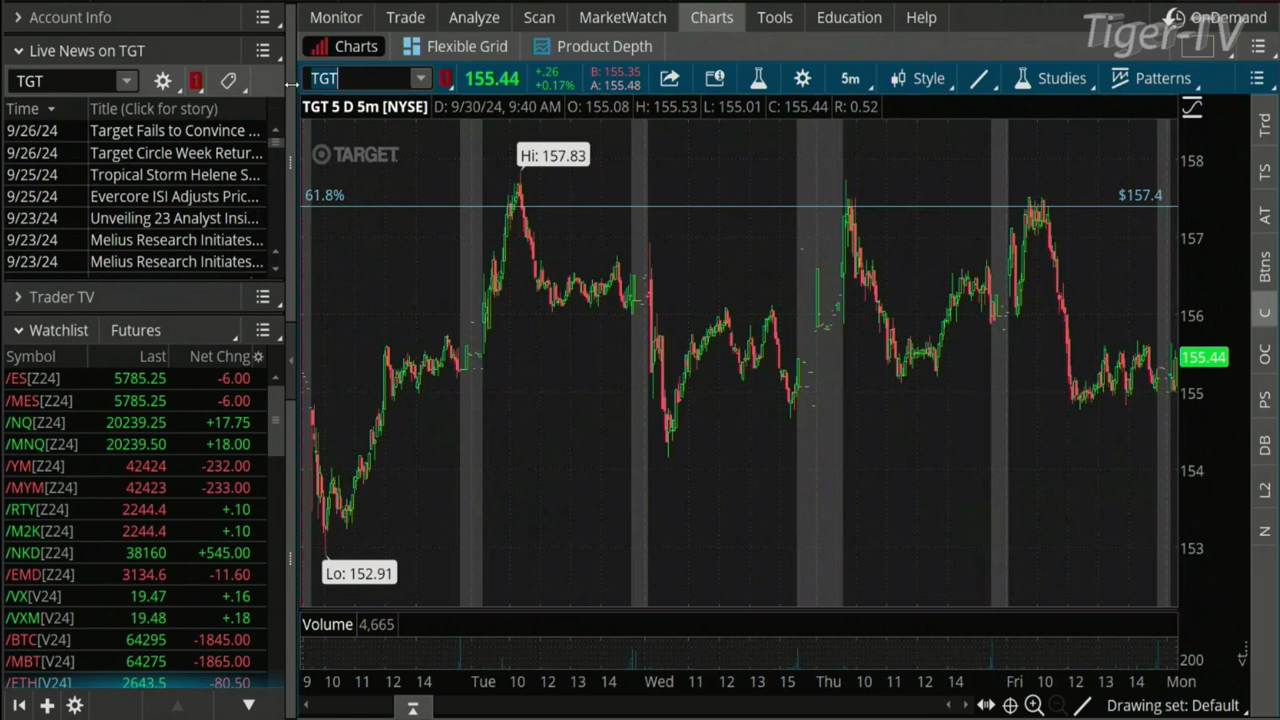 Account Info
Monitor Trade Analyze Scan MarketWatch Charts Tools Education Help
OnDemand
Tiger-TV
Live News on TGT
Charts Flexible Grid Product Depth
TGT 1
TGT 1 155.44 +.26 +0.17% B: 155.35 A: 155.48 5m Style Studies Patterns
Time Title (Click for story)
TGT 5 D 5m [NYSE] D: 9/30/24, 9:40 AM O: 155.08 H: 155.53 L: 155.01 C: 155.44 R: 0.52
9/26/24 Target Fails to Convince ...
9/26/24 Target Circle Week Retur...
9/25/24 Tropical Storm Helene S...
9/25/24 Evercore ISI Adjusts Pric...
9/23/24 Unveiling 23 Analyst Insi...
9/23/24 Melius Research Initiates...
9/23/24 Melius Research Initiates...
Trader TV
Watchlist Futures
Symbol Last Net Chng
/ES[Z24] 5785.25 -6.00
/MES[Z24] 5785.25 -6.00
/NQ[Z24] 20239.25 +17.75
/MNQ[Z24] 20239.50 +18.00
/YM[Z24] 42424 -232.00
/MYM[Z24] 42423 -233.00
/RTY[Z24] 2244.4 +.10
/M2K[Z24] 2244.4 +.10
/NKD[Z24] 38160 +545.00
/EMD[Z24] 3134.6 -11.60
/VX[V24] 19.47 +.16
/VXM[V24] 19.48 +.18
/BTC[V24] 64295 -1845.00
/MBT[V24] 64275 -1865.00
/ETH[V24] 2643.5 -80.50
TARGET
Hi: 157.83
61.8% $157.4
Lo: 152.91
158
157
156
155.44
155
154
153
Volume 4,665
200
9 10 11 12 14 Tue 10 12 14 Wed 11 12 13 15 Thu 11 12 14 Fri 10 12 13 14 Mon
Drawing set: Default
Trd
TS
AT
Btns
C
OC
PS
DB
L2
N